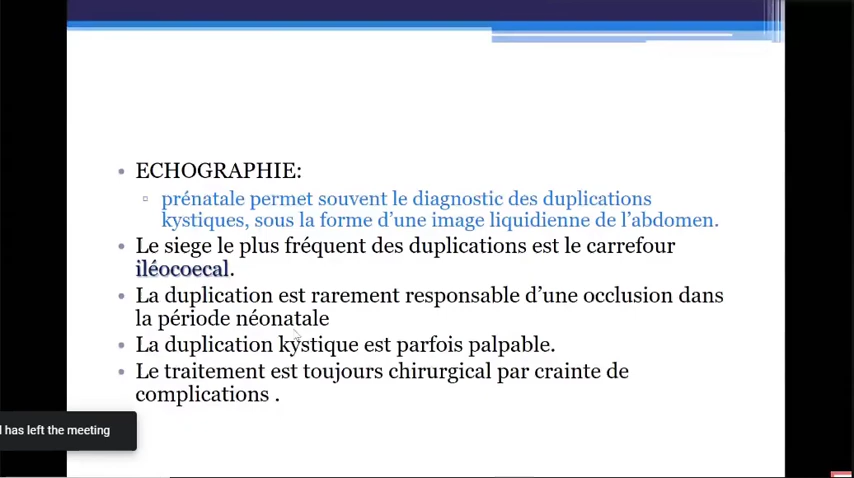 ECHOGRAPHIE:
prénatale permet souvent le diagnostic des duplications
kystiques, sous la forme d'une image liquidienne de l'abdomen.
Le siege le plus fréquent des duplications est le carrefour
iléocoecal.
La duplication est rarement responsable d'une occlusion dans
la période néonatale
La duplication kystique est parfois palpable.
Le traitement est toujours chirurgical par crainte de
complications .
has left the meeting